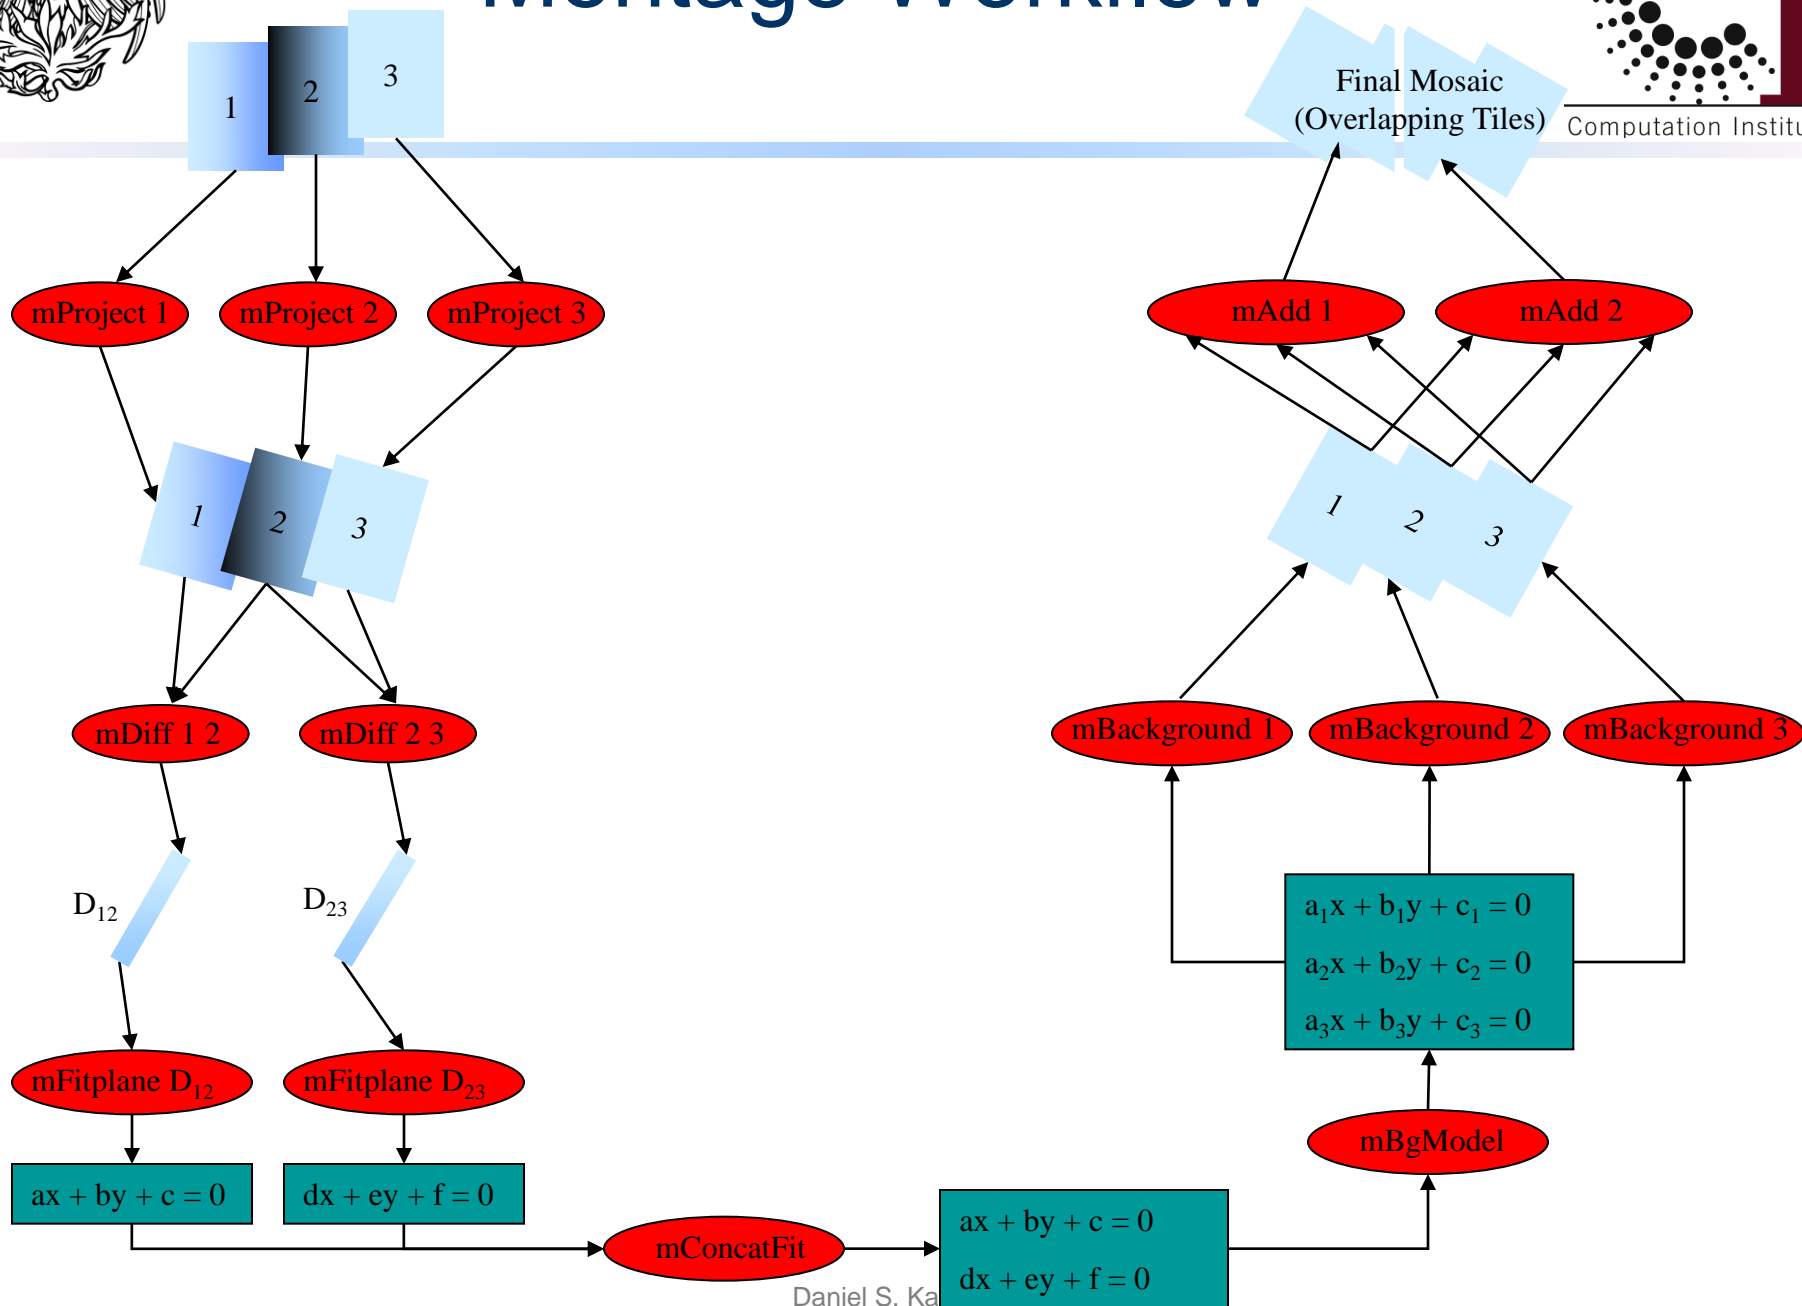 Montage Workflow
1
2
3
Final Mosaic
(Overlapping Tiles)
Computation
mProject 1
mProject 2
mProject 3
mAdd 1
mAdd 2
1
2
3
1
2
3
mDiff 1 2
mDiff 2 3
mBackground 1
mBackground 2
mBackground 3
D₁₂
D₂₃
a₁x + b₁y + c₁ = 0
a₂x + b₂y + c₂ = 0
a₃x + b₃y + c₃ = 0
mFitplane D₁₂
mFitplane D₂₃
mBgModel
ax + by + c = 0
dx + ey + f = 0
mConcatFit
ax + by + c = 0
dx + ey + f = 0
Daniel S.